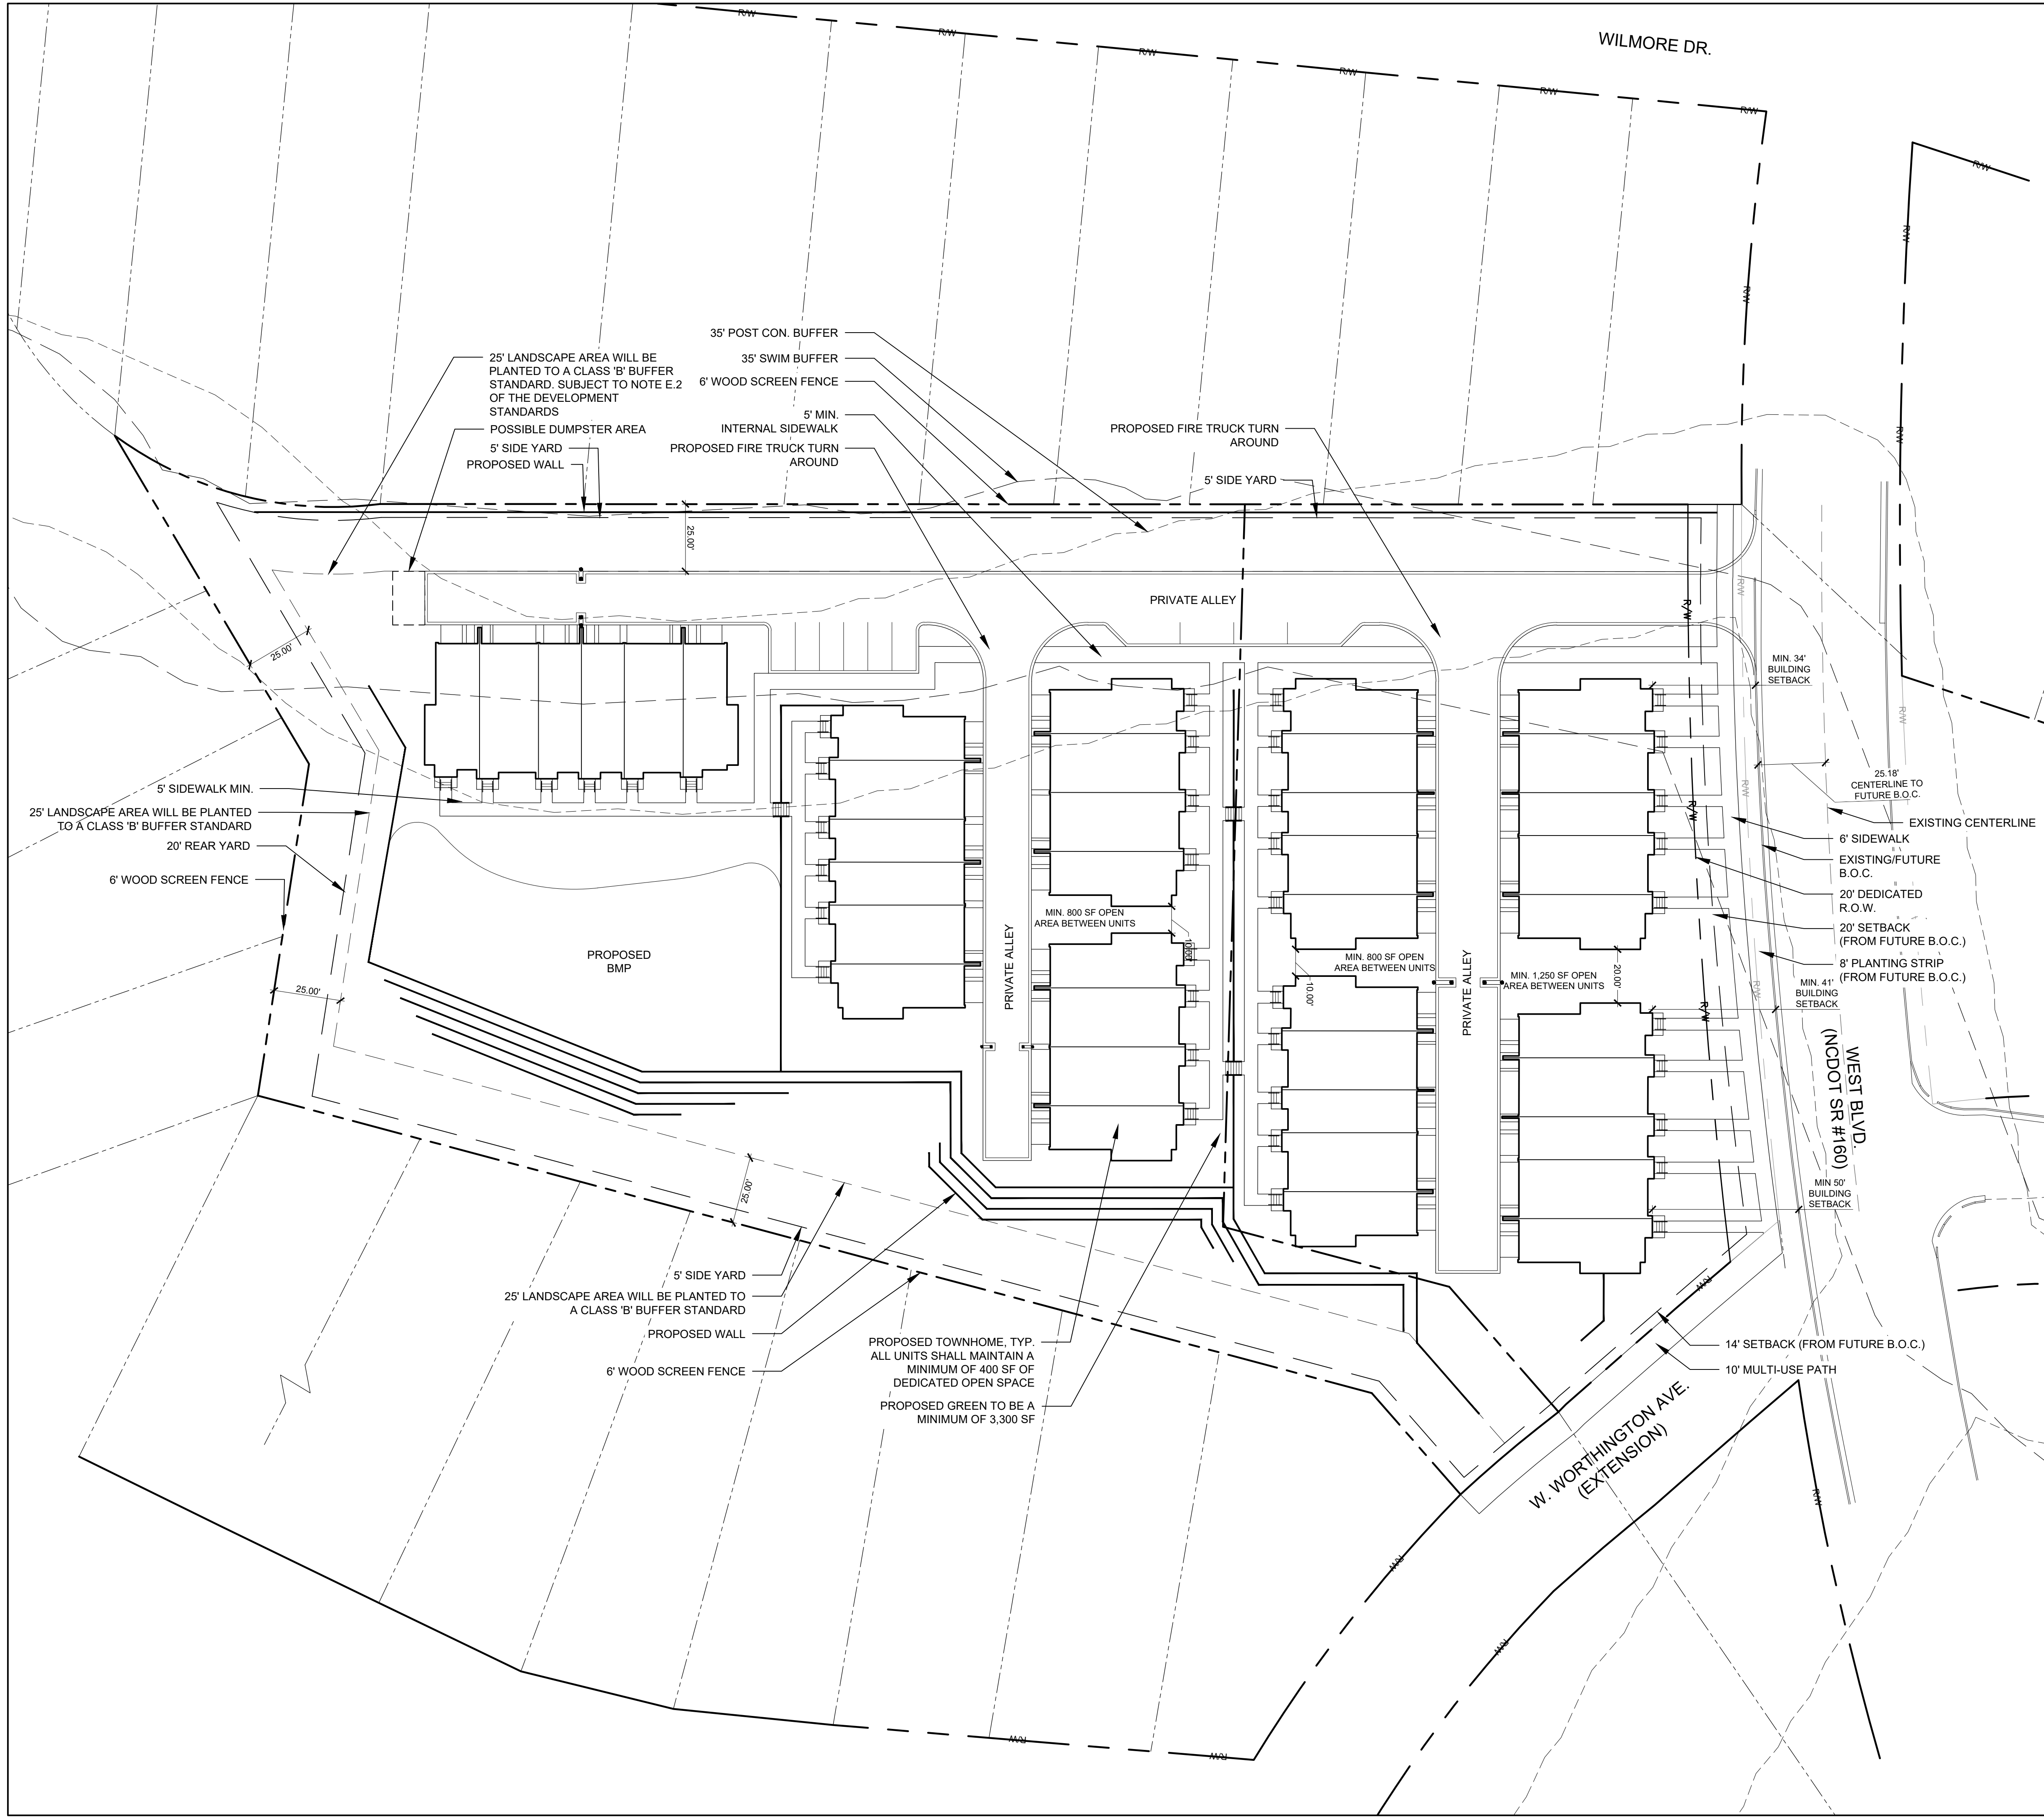 R/W
R/W
R/W
R/W
R/W
R/W
WILMORE DR.
R/W
R/W
R/W
R/W
R/W
35' POST CON. BUFFER
35' SWIM BUFFER
6' WOOD SCREEN FENCE
5' MIN.
INTERNAL SIDEWALK
PROPOSED FIRE TRUCK TURN
AROUND
25' LANDSCAPE AREA WILL BE
PLANTED TO A CLASS 'B' BUFFER
STANDARD. SUBJECT TO NOTE E.2
OF THE DEVELOPMENT
STANDARDS
POSSIBLE DUMPSTER AREA
5' SIDE YARD
PROPOSED WALL
PROPOSED FIRE TRUCK TURN
AROUND
5' SIDE YARD
25.00'
PRIVATE ALLEY
R/W
R/W
25.00'
MIN. 34'
BUILDING
SETBACK
R/W
25.18'
CENTERLINE TO
FUTURE B.O.C.
R/W
R/W
5' SIDEWALK MIN.
25' LANDSCAPE AREA WILL BE PLANTED
TO A CLASS 'B' BUFFER STANDARD
20' REAR YARD
6' WOOD SCREEN FENCE
EXISTING CENTERLINE
6' SIDEWALK
EXISTING/FUTURE
B.O.C.
20' DEDICATED
R.O.W.
20' SETBACK
(FROM FUTURE B.O.C.)
8' PLANTING STRIP
(FROM FUTURE B.O.C.)
MIN. 800 SF OPEN
AREA BETWEEN UNITS
10.00'
PROPOSED
BMP
PRIVATE ALLEY
MIN. 800 SF OPEN
AREA BETWEEN UNITS
10.00'
PRIVATE ALLEY
MIN. 1,250 SF OPEN
AREA BETWEEN UNITS
20.00'
R/W
R/W
MIN. 41'
BUILDING
SETBACK
25.00'
WEST BLVD.
(NCDOT SR #160)
25.00'
MIN 50'
BUILDING
SETBACK
5' SIDE YARD
25' LANDSCAPE AREA WILL BE PLANTED TO
A CLASS 'B' BUFFER STANDARD
PROPOSED WALL
6' WOOD SCREEN FENCE
PROPOSED TOWNHOME, TYP.
ALL UNITS SHALL MAINTAIN A
MINIMUM OF 400 SF OF
DEDICATED OPEN SPACE
PROPOSED GREEN TO BE A
MINIMUM OF 3,300 SF
R/W
14' SETBACK (FROM FUTURE B.O.C.)
10' MULTI-USE PATH
W. WORTHINGTON AVE.
(EXTENSION)
R/W
R/W
R/W
R/W
R/W